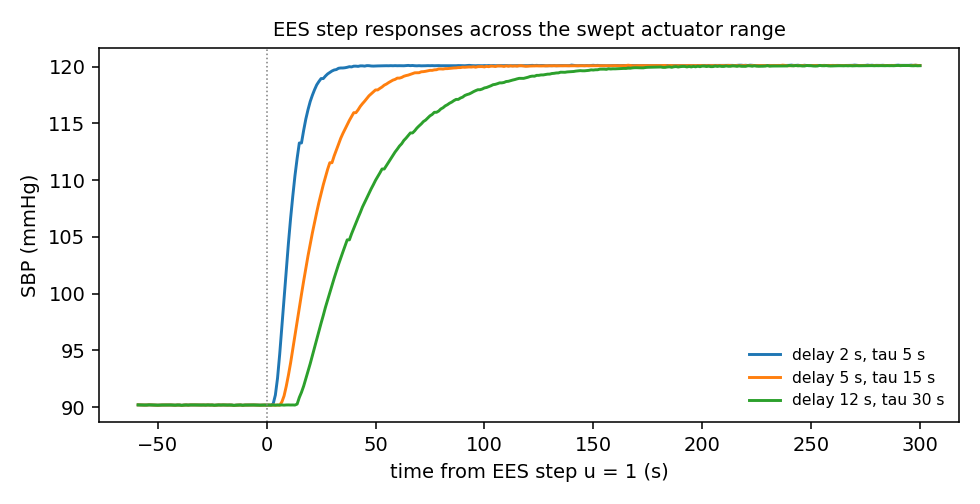 EES step responses across the swept actuator range
SBP (mmHg)
120
115
110
105
100
95
90
−50
0
50
100
150
200
250
300
time from EES step u = 1 (s)
delay 2 s, tau 5 s
delay 5 s, tau 15 s
delay 12 s, tau 30 s